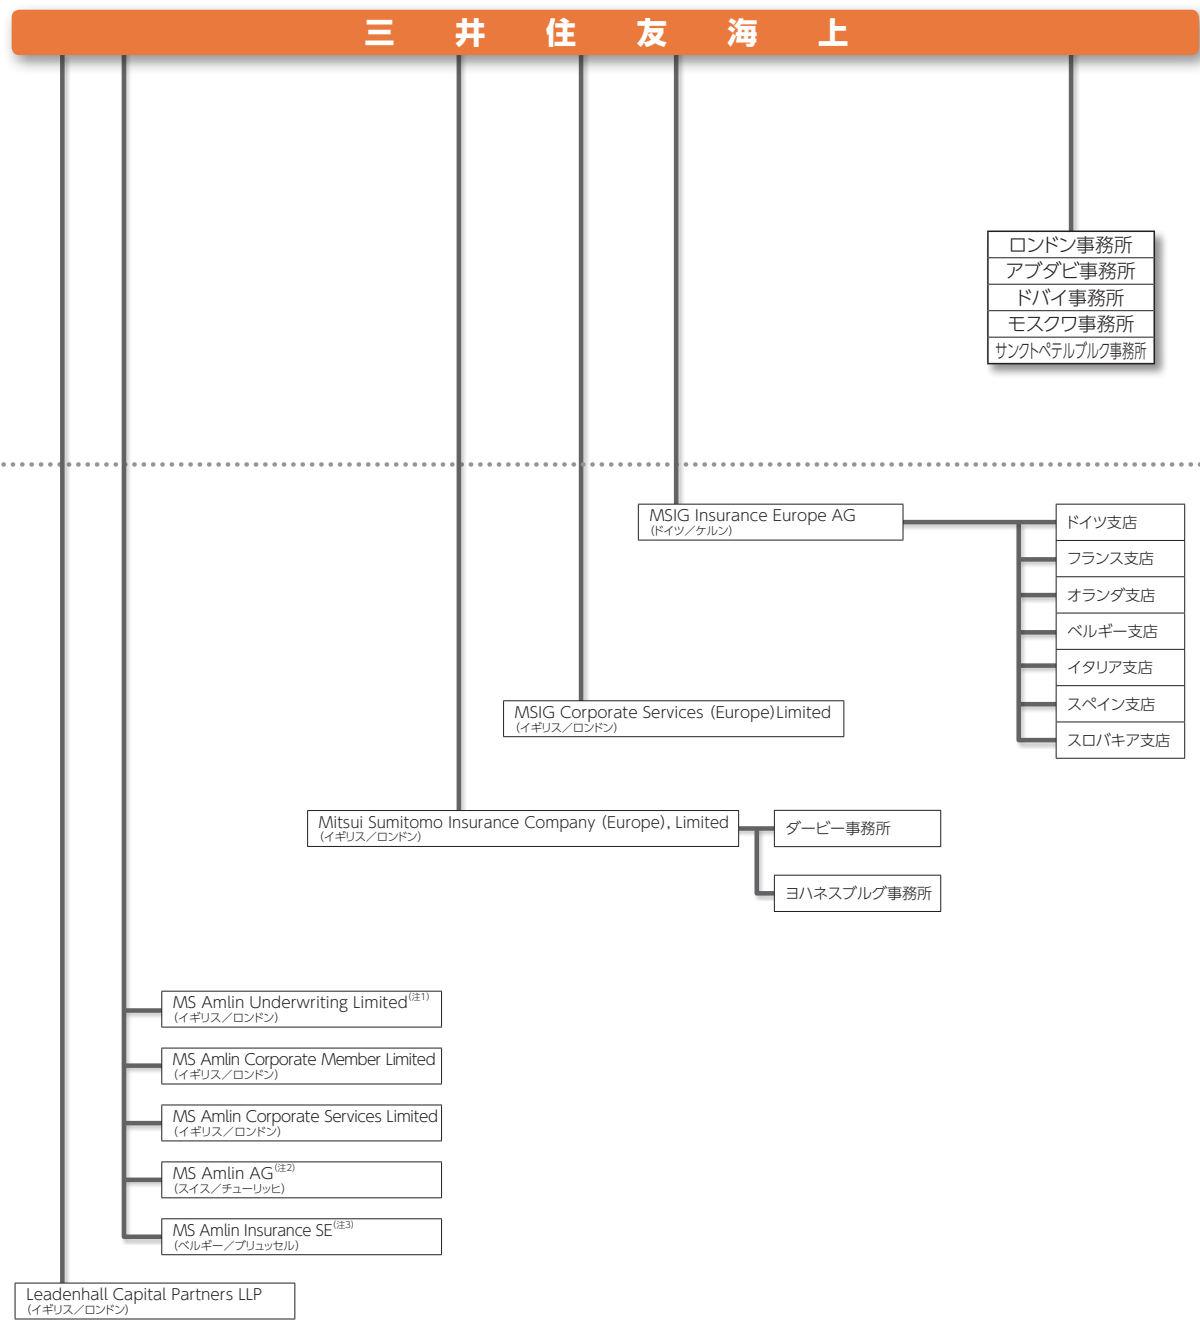 三井住友海上
ロンドン事務所
アブダビ事務所
ドバイ事務所
モスクワ事務所
サンクトペテルブルク事務所
MSIG Insurance Europe AG
(ドイツ／ケルン)
ドイツ支店
フランス支店
オランダ支店
ベルギー支店
イタリア支店
スペイン支店
スロバキア支店
MSIG Corporate Services (Europe)Limited
(イギリス／ロンドン)
Mitsui Sumitomo Insurance Company (Europe), Limited
(イギリス／ロンドン)
ダービー事務所
ヨハネスブルグ事務所
MS Amlin Underwriting Limited(注1)
(イギリス／ロンドン)
MS Amlin Corporate Member Limited
(イギリス／ロンドン)
MS Amlin Corporate Services Limited
(イギリス／ロンドン)
MS Amlin AG(注2)
(スイス／チューリッヒ)
MS Amlin Insurance SE(注3)
(ベルギー／ブリュッセル)
Leadenhall Capital Partners LLP
(イギリス／ロンドン)